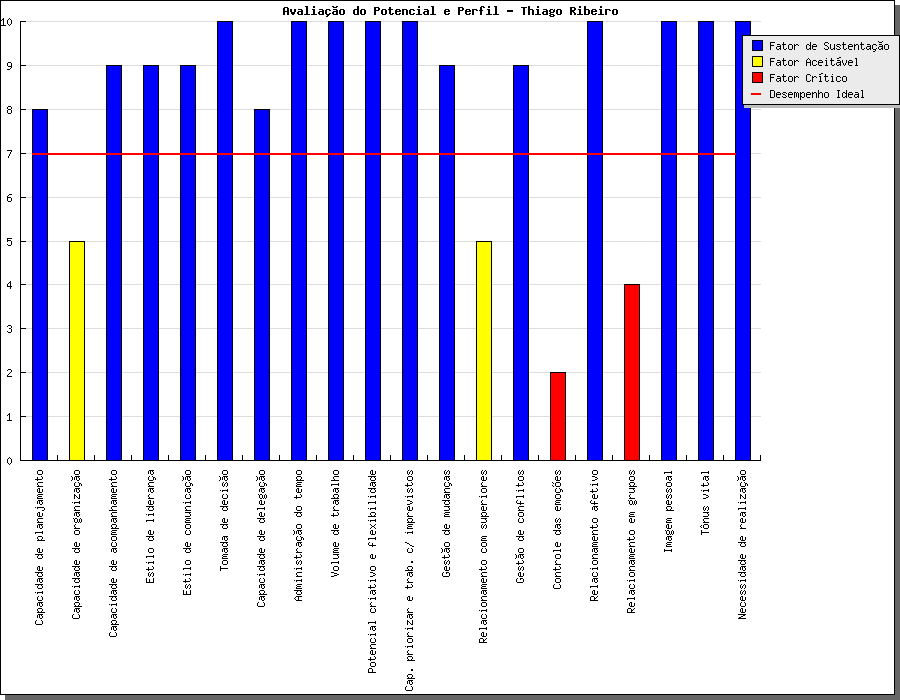 Avaliação do Potencial e Perfil - Thiago Ribeiro
10
9
8
7
6
5
4
3
2
1
0
Fator de Sustentação
Fator Aceitável
Fator Crítico
Desempenho Ideal
Capacidade de planejamento
Capacidade de organização
Capacidade de acompanhamento
Estilo de liderança
Estilo de comunicação
Tomada de decisão
Capacidade de delegação
Administração do tempo
Volume de trabalho
Potencial criativo e flexibilidade
Cap. priorizar e trab. c/ imprevistos
Gestão de mudanças
Relacionamento com superiores
Gestão de conflitos
Controle das emoções
Relacionamento afetivo
Relacionamento em grupos
Imagem pessoal
Tônus vital
Necessidade de realização